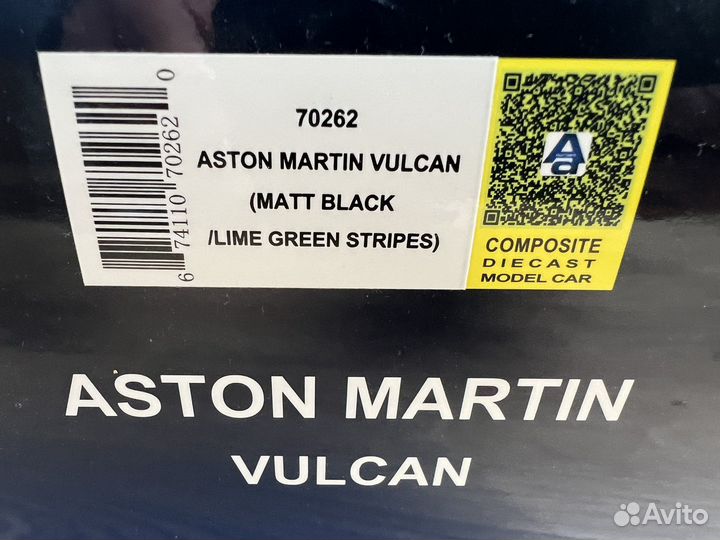 70262
ASTON MARTIN VULCAN
(MATT BLACK
/LIME GREEN STRIPES)
6 74110 70262 0
Aa
COMPOSITE
DIECAST
MODEL CAR
ASTON MARTIN
VULCAN
Avito